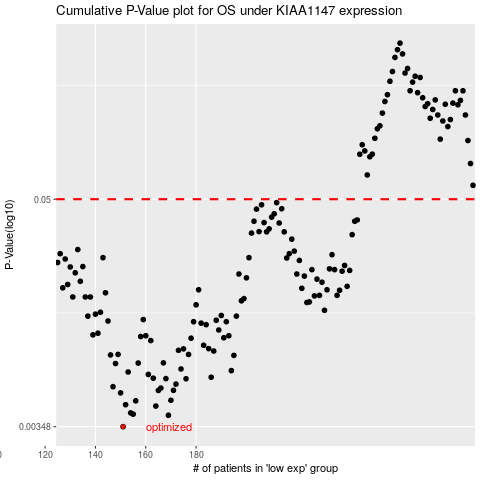 Cumulative P-Value plot for OS under KIAA1147 expression
P-Value(log10)
0.05
0.00348
optimized
0 120 140 160 180
# of patients in 'low exp' group